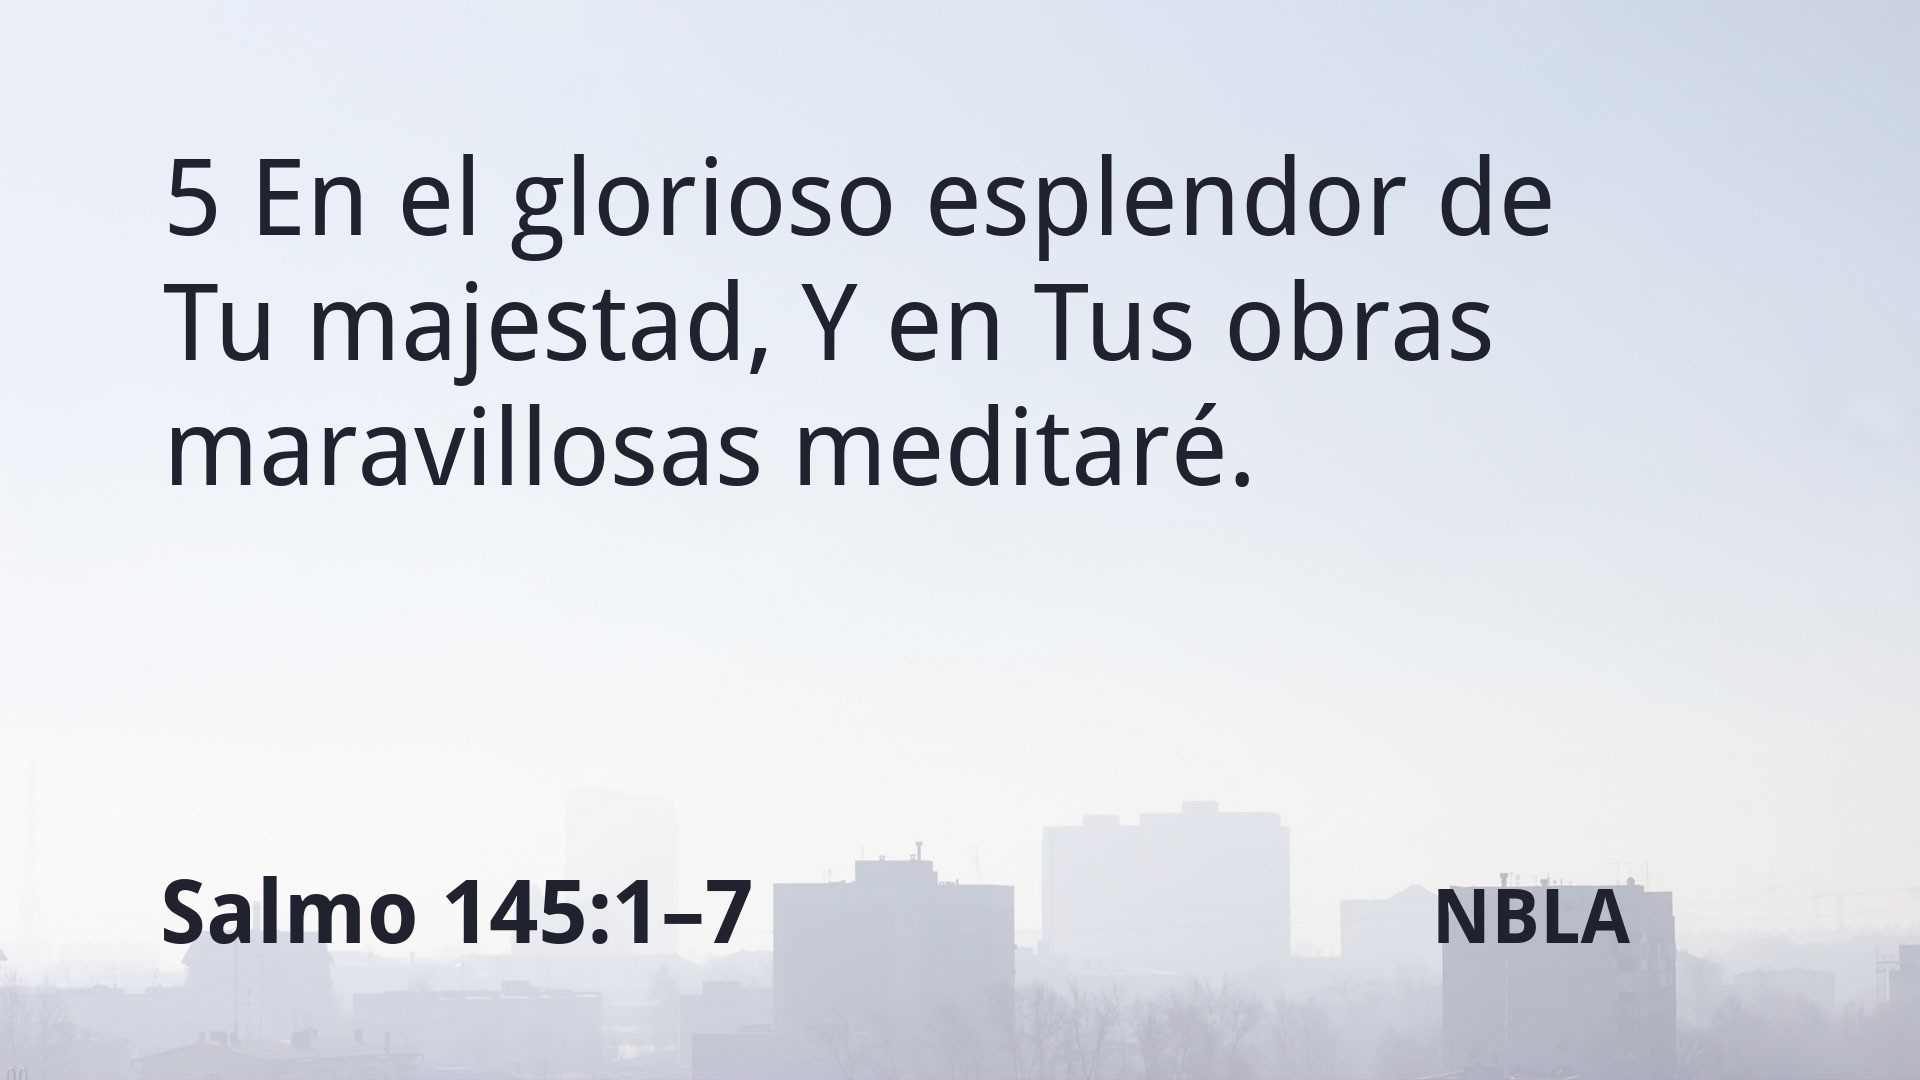 5 En el glorioso esplendor de
Tu majestad, Y en Tus obras
maravillosas meditaré.
Salmo 145:1–7
NBLA